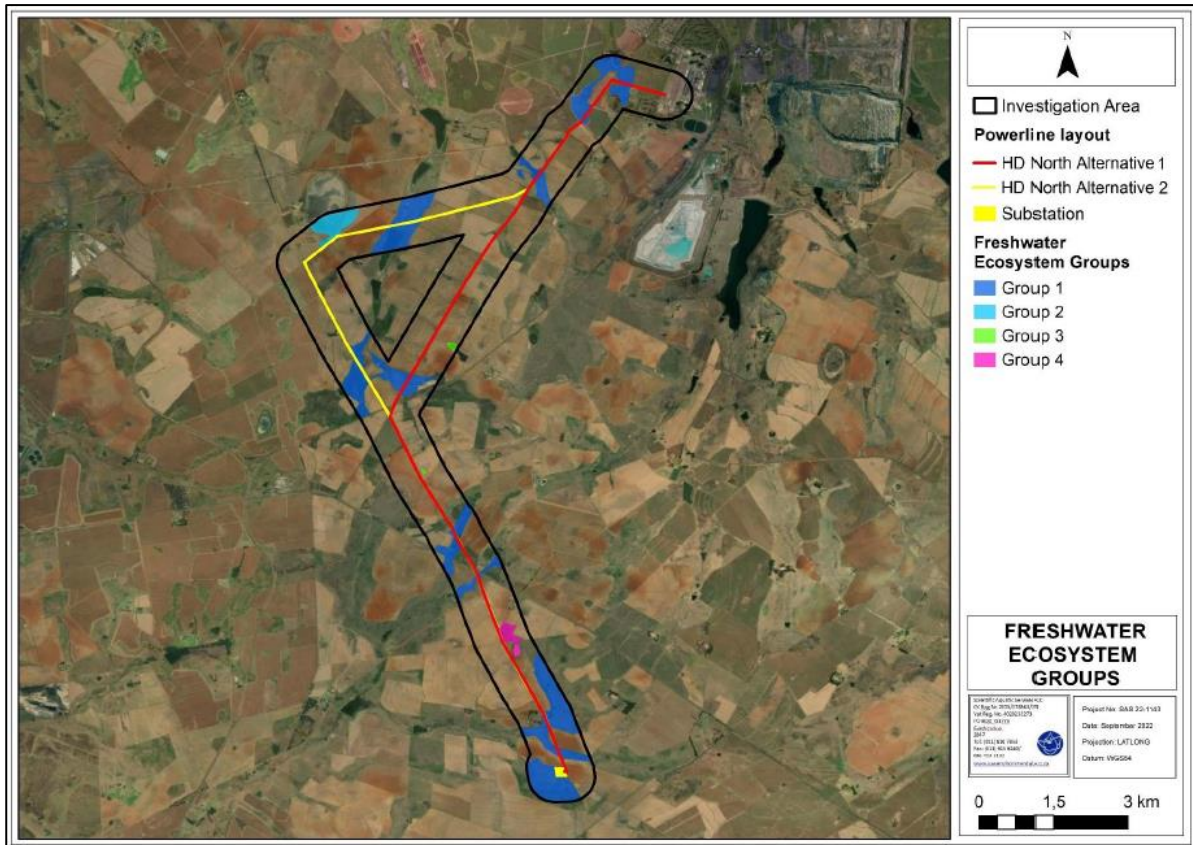 N
Investigation Area
Powerline layout
HD North Alternative 1
HD North Alternative 2
Substation
Freshwater
Ecosystem Groups
Group 1
Group 2
Group 3
Group 4
FRESHWATER
ECOSYSTEM
GROUPS
Project No: SAS 22-1143
Date: September 2022
Projection: LATLONG
Datum: WGS84
0 1,5 3 km